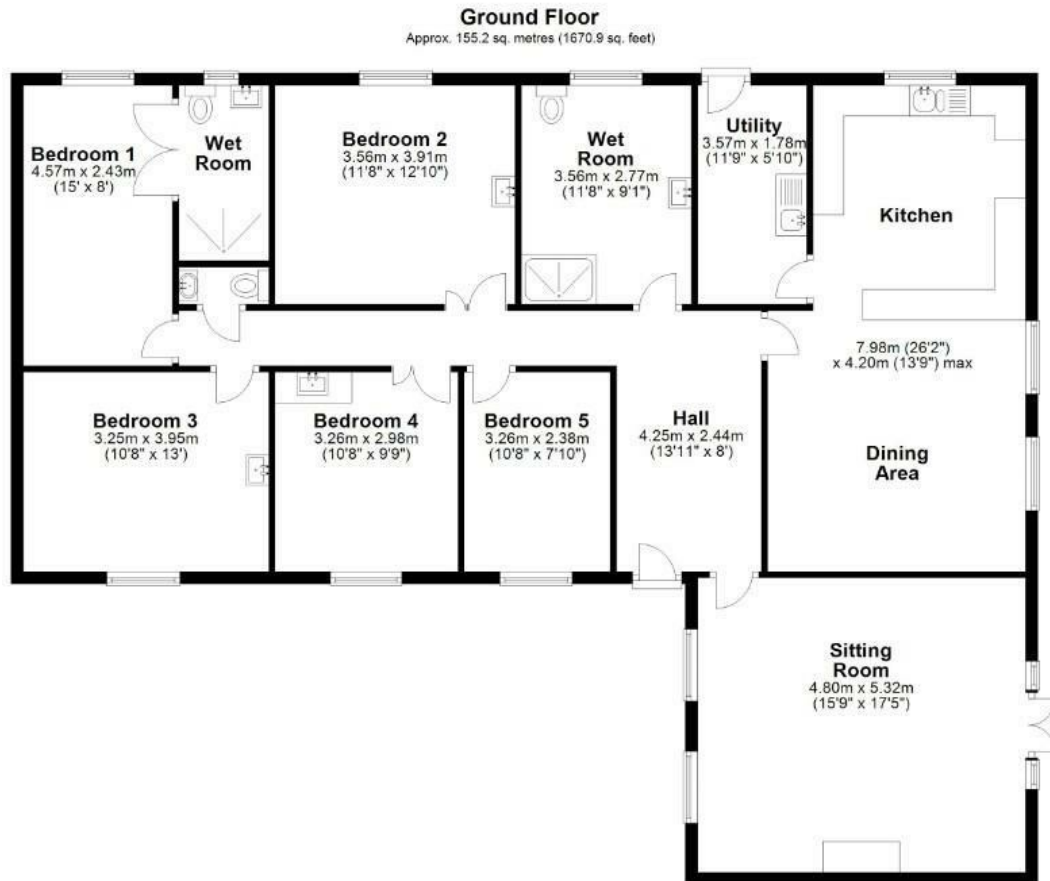 Ground Floor
Approx. 155.2 sq. metres (1670.9 sq. feet)
Bedroom 1
4.57m x 2.43m
(15' x 8')
Wet
Room
Bedroom 2
3.56m x 3.91m
(11'8" x 12'10")
Wet
Room
3.56m x 2.77m
(11'8" x 9'1")
Utility
3.57m x 1.78m
(11'9" x 5'10")
Kitchen
7.98m (26'2")
x 4.20m (13'9") max
Dining
Area
Bedroom 3
3.25m x 3.95m
(10'8" x 13')
Bedroom 4
3.26m x 2.98m
(10'8" x 9'9")
Bedroom 5
3.26m x 2.38m
(10'8" x 7'10")
Hall
4.25m x 2.44m
(13'11" x 8')
Sitting
Room
4.80m x 5.32m
(15'9" x 17'5")